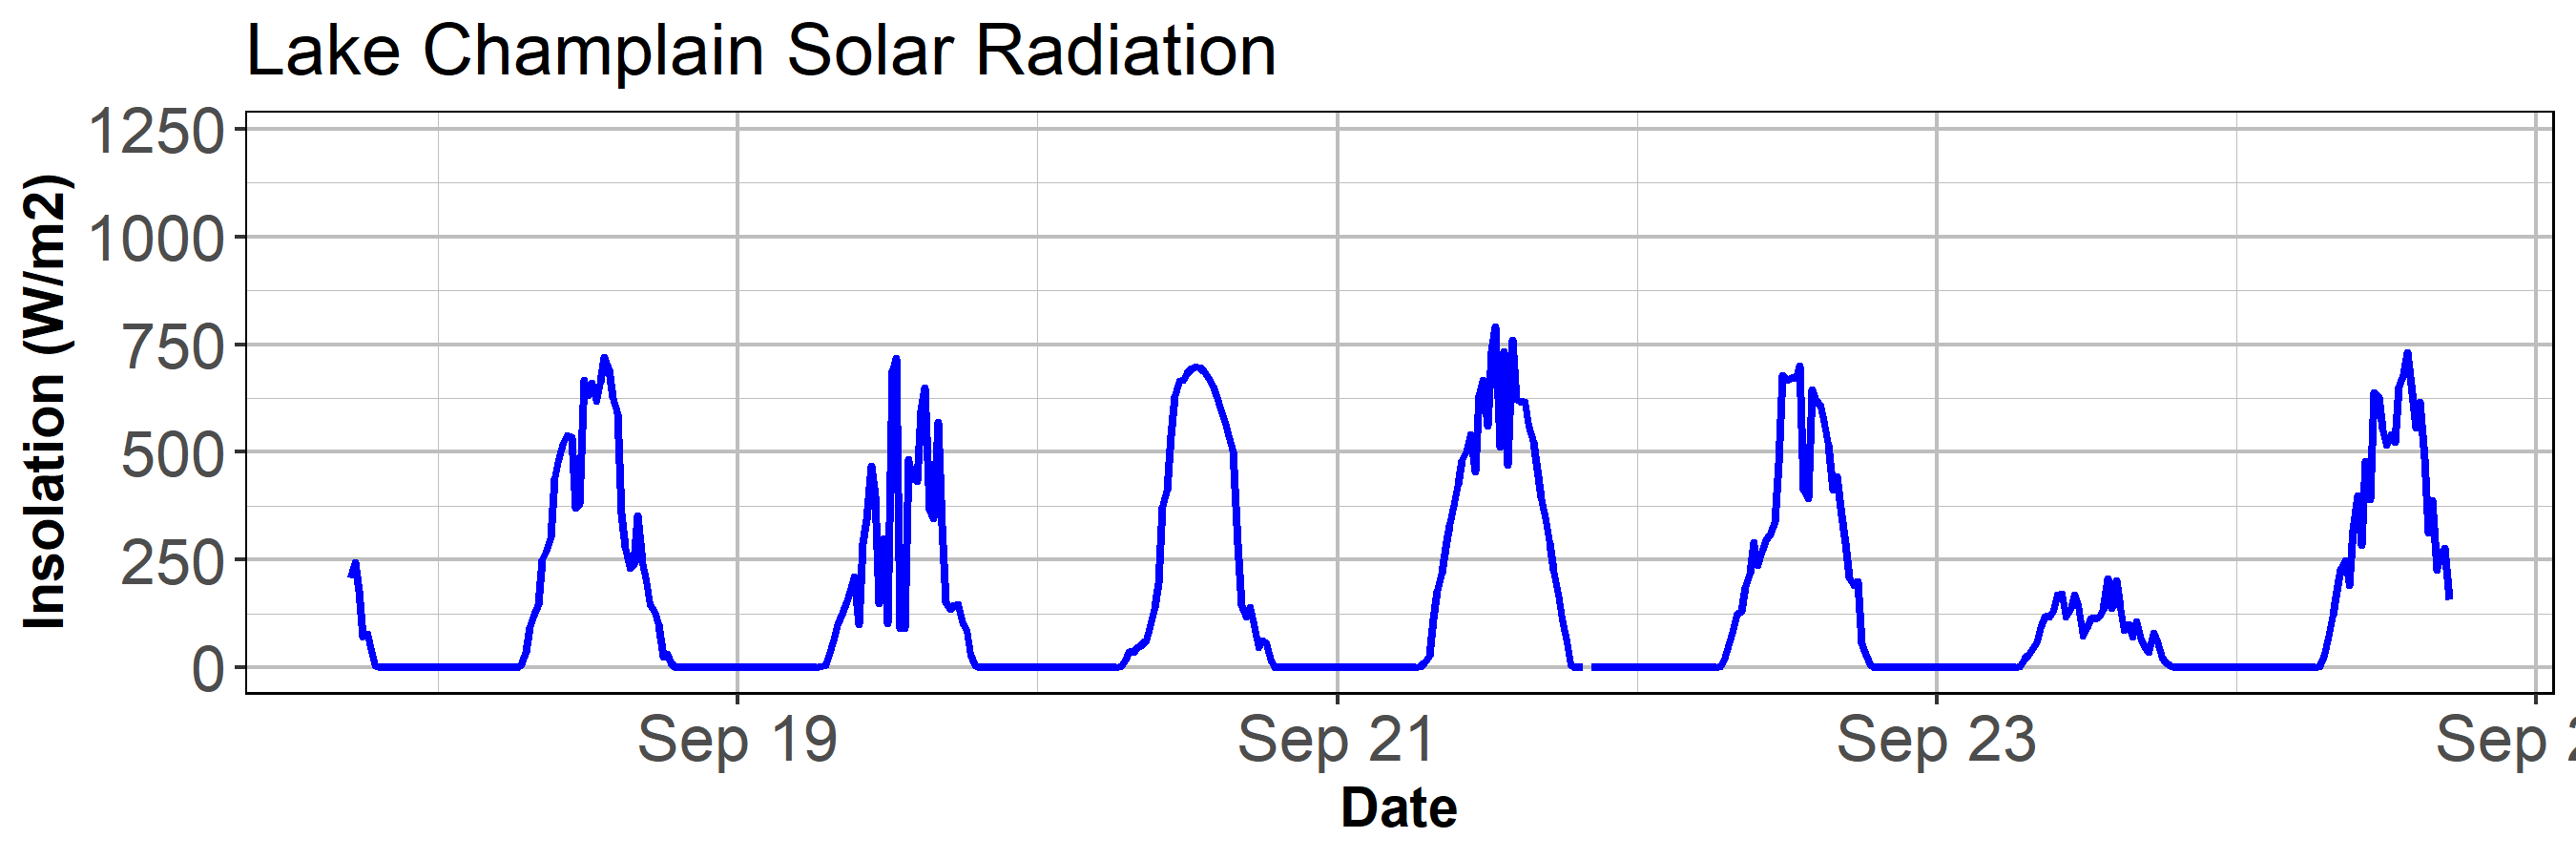 Lake Champlain Solar Radiation
1250
1000
750
500
250
0
Insolation (W/m2)
Sep 19 Sep 21 Sep 23 Sep
Date